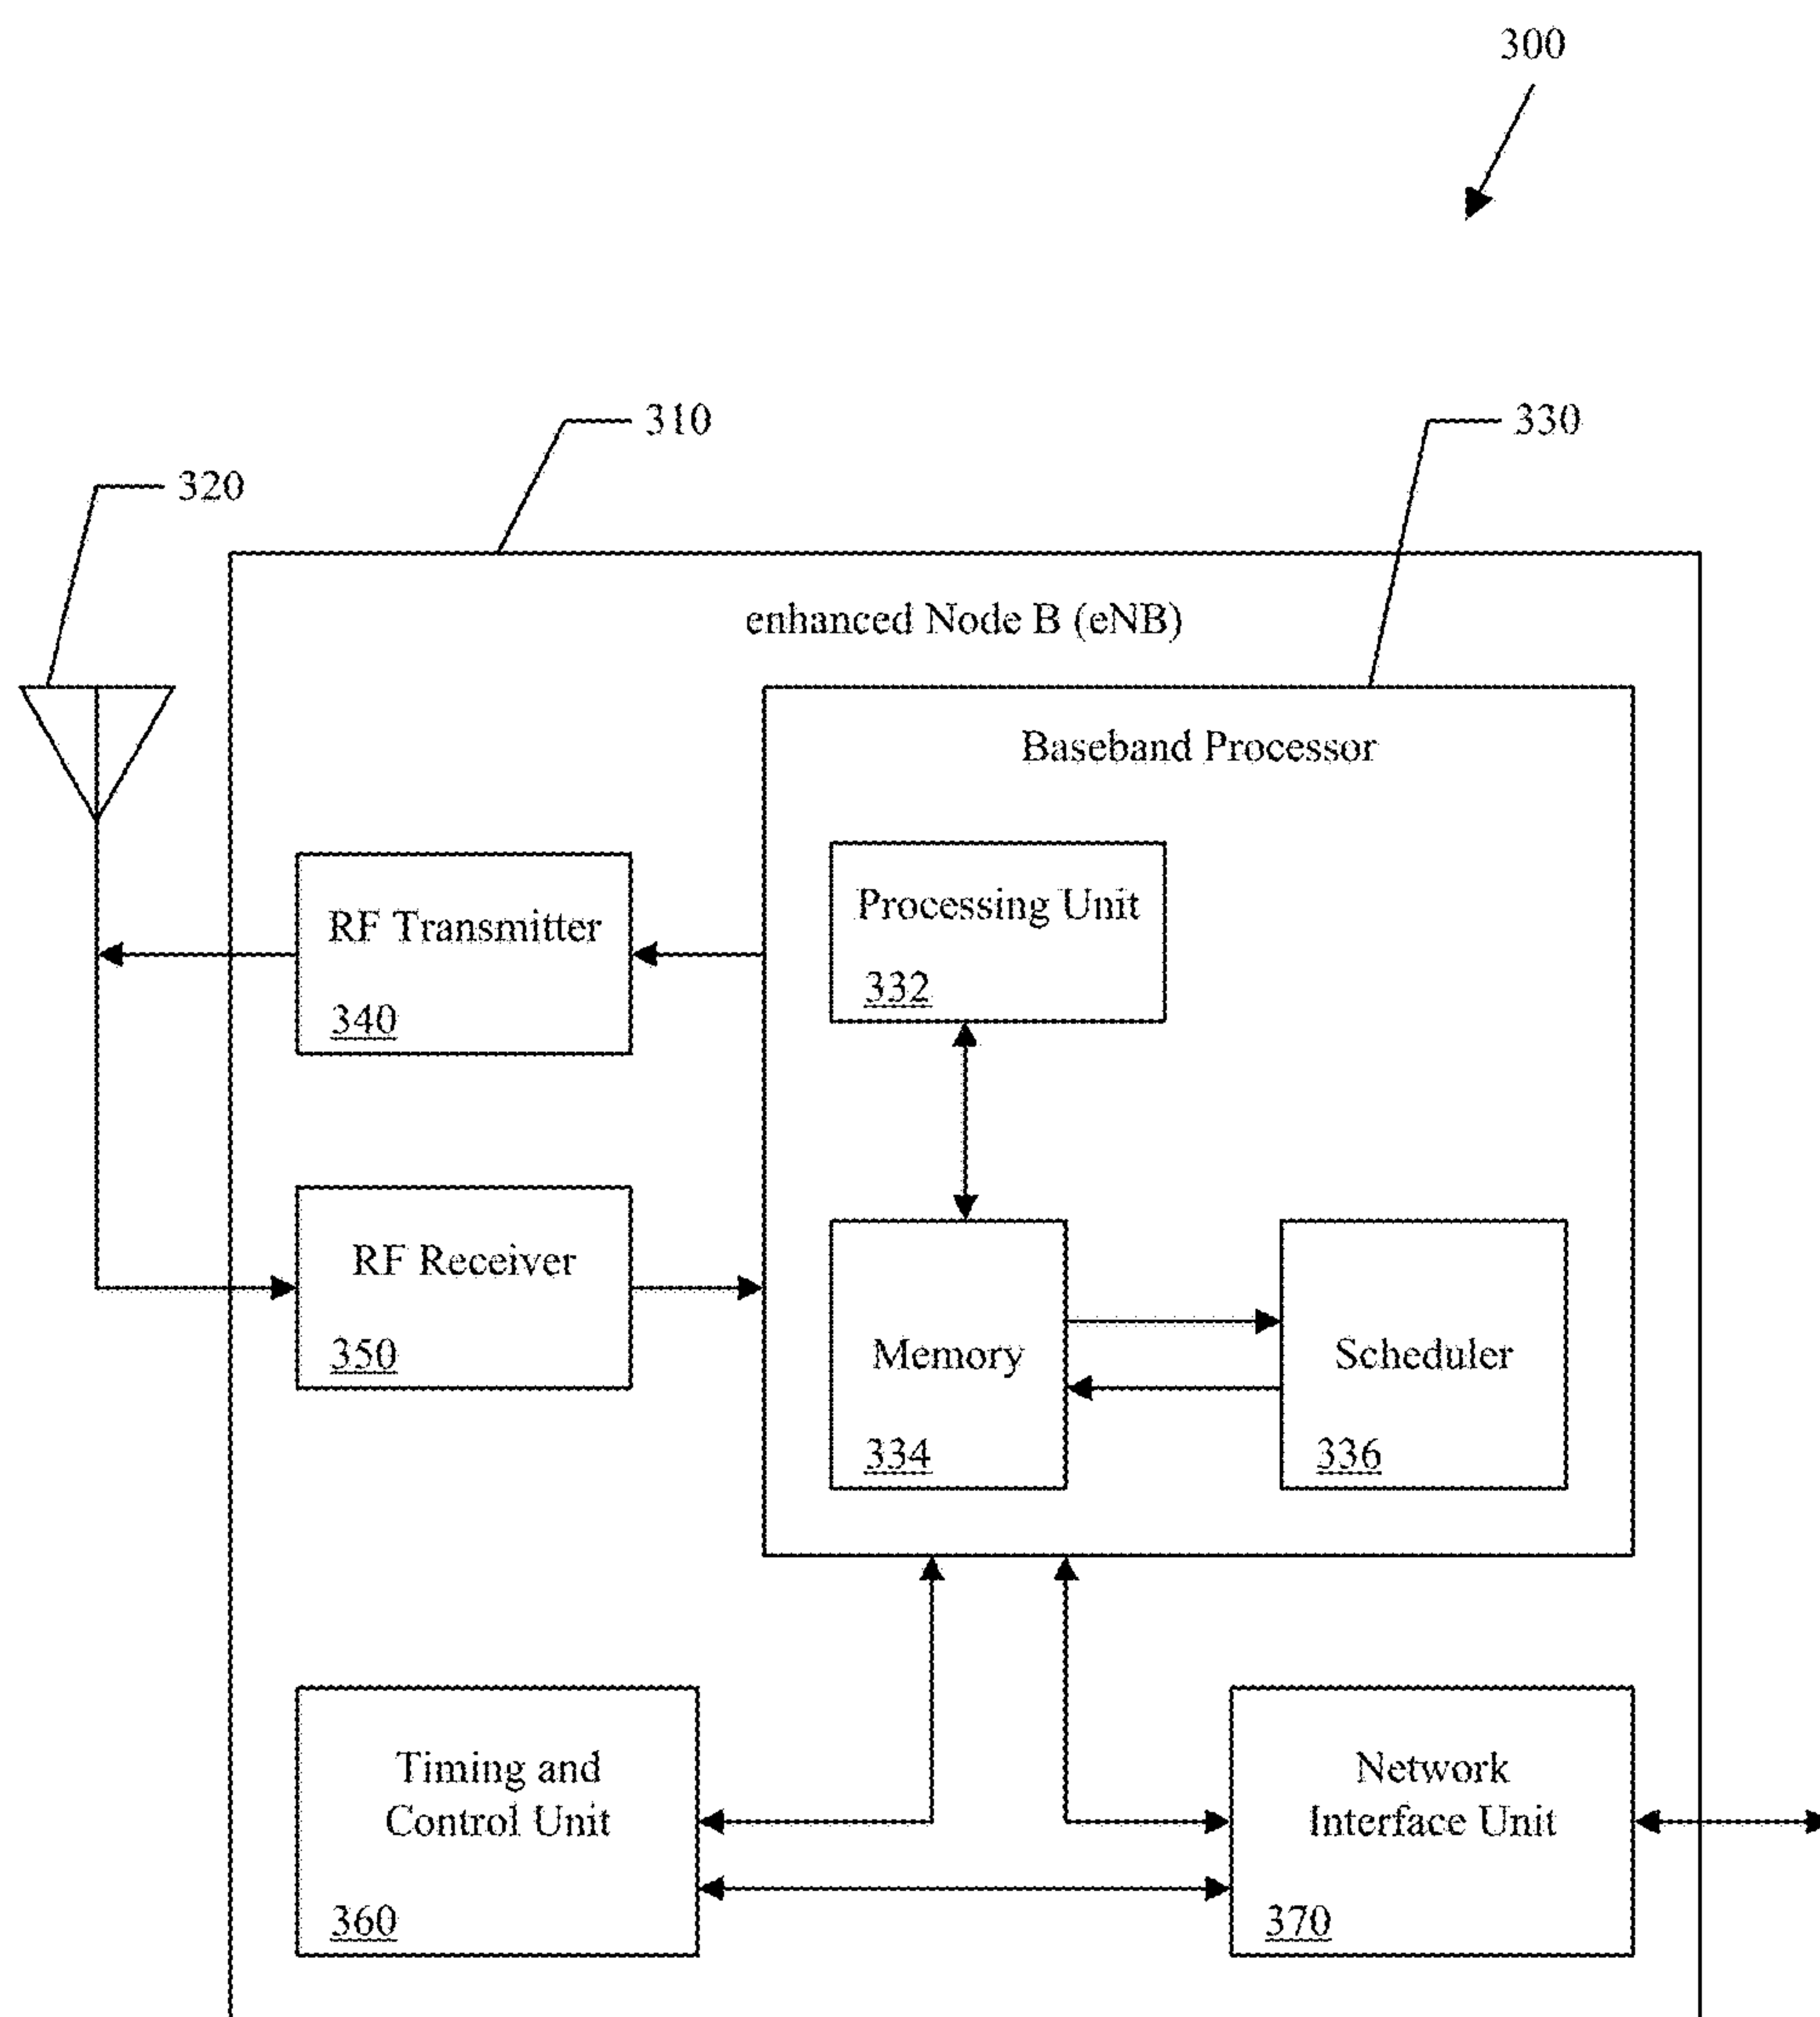 300
310
330
320
enhanced Node B (eNB)
Baseband Processor
Processing Unit
332
RF Transmitter
340
RF Receiver
350
Memory
334
Scheduler
336
Timing and
Control Unit
360
Network
Interface Unit
370